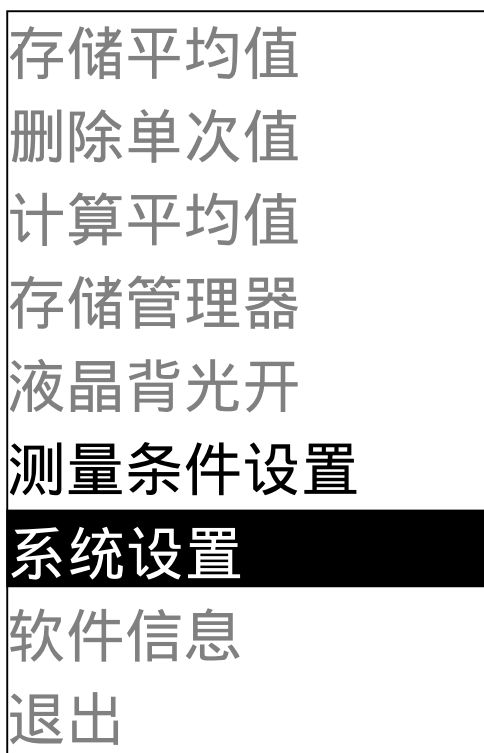 存储平均值
删除单次值
计算平均值
存储管理器
液晶背光开
测量条件设置
系统设置
软件信息
退出